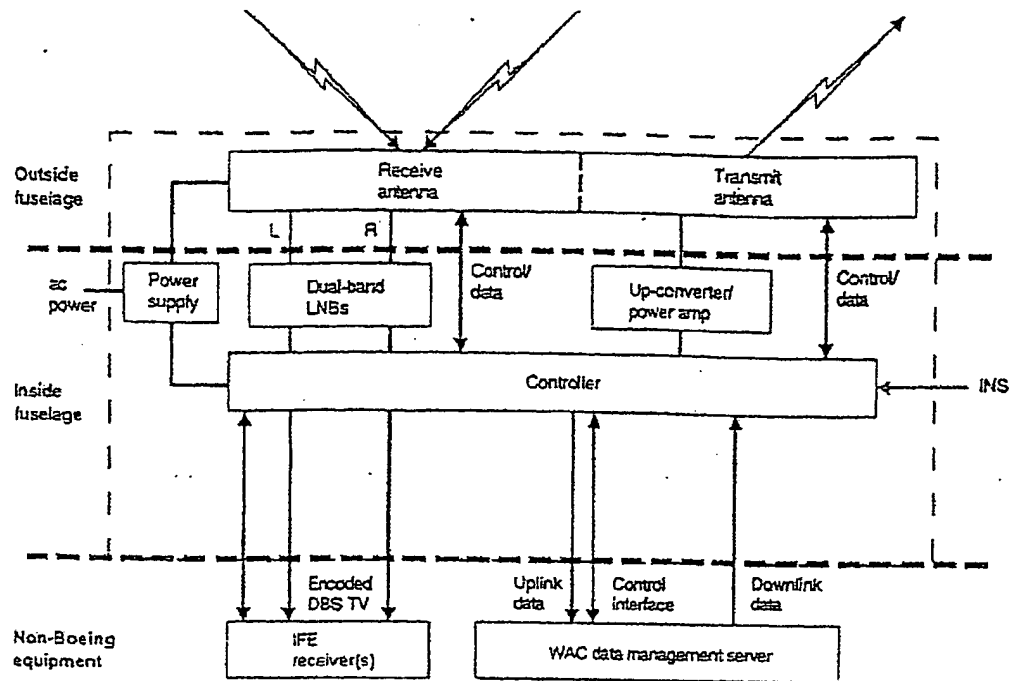 Outside
fuselage
Receive
antenna
Transmit
antenna
L
R
ac
power
Power
supply
Dual-band
LNBs
Control/
data
Up-converter/
power amp
Control/
data
Inside
fuselage
Controller
INS
Encoded
DBS TV
Uplink
data
Control
interface
Downlink
data
Non-Boeing
equipment
IFE
receiver(s)
WAC data management server